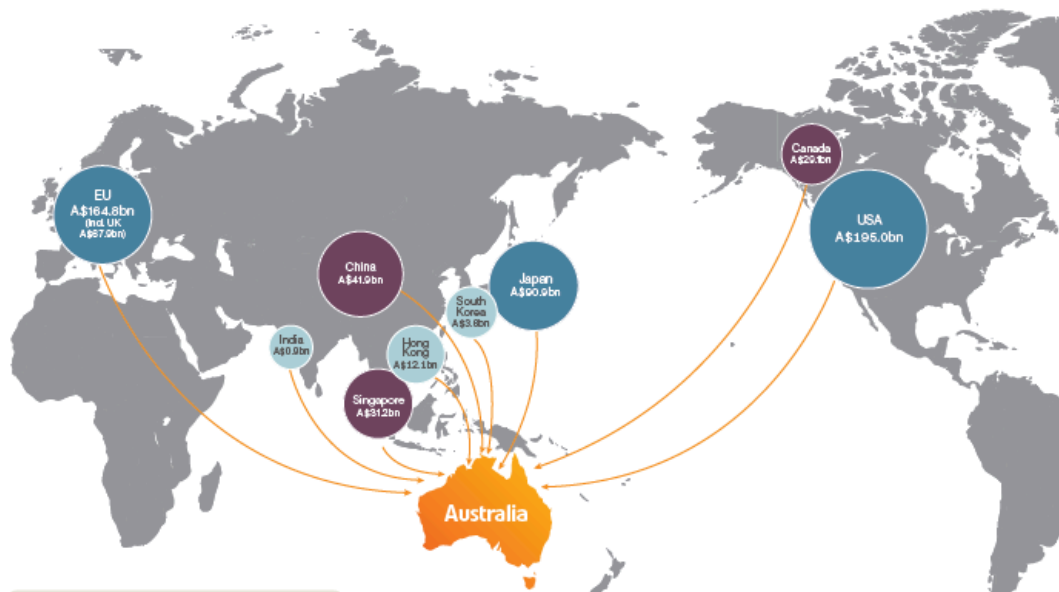 Canada
A$29.1bn
EU
A$164.8bn
(Incl. UK
A$67.9bn)
USA
A$195.0bn
China
A$41.9bn
Japan
A$90.9bn
South
Korea
A$3.8bn
India
A$0.9bn
Hong
Kong
A$12.1bn
Singapore
A$31.2bn
Australia